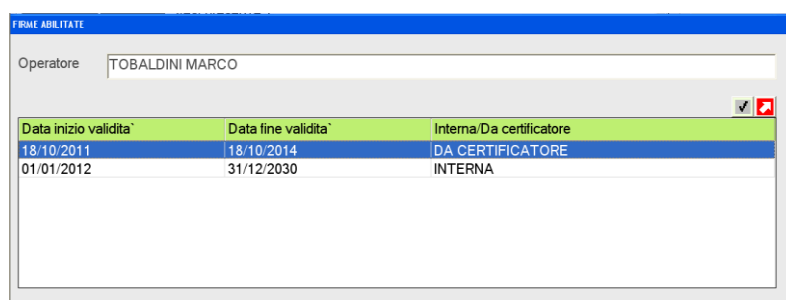 FIRME ABILITATE
Operatore TOBALDINI MARCO
Data inizio validita` Data fine validita` Interna/Da certificatore
18/10/2011 18/10/2014 DA CERTIFICATORE
01/01/2012 31/12/2030 INTERNA